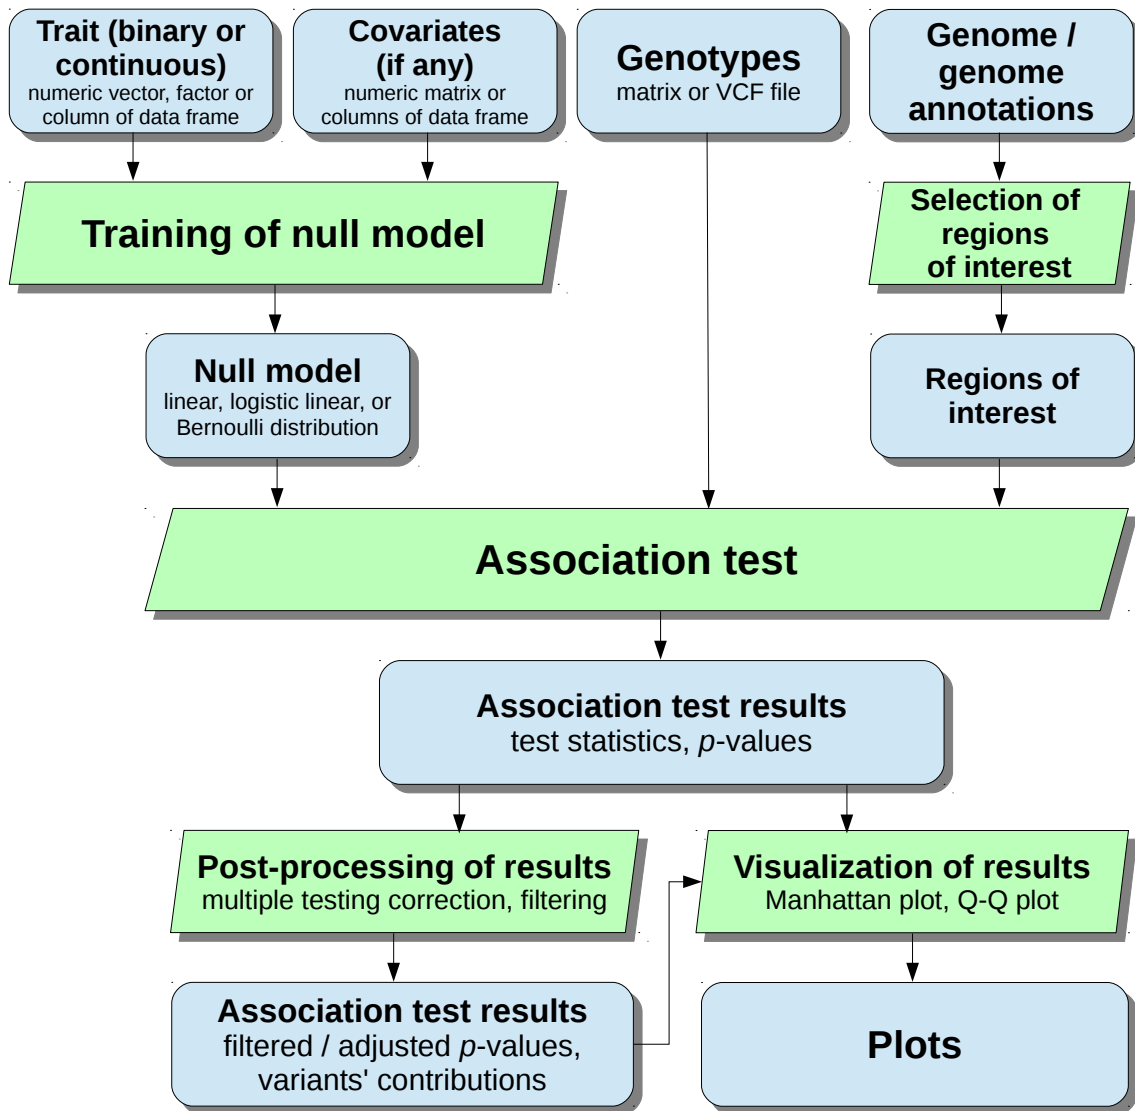 Trait (binary or
continuous)
numeric vector, factor or
column of data frame
Covariates
(if any)
numeric matrix or
columns of data frame
Genotypes
matrix or VCF file
Genome /
genome
annotations
Training of null model
Selection of
regions
of interest
Null model
linear, logistic linear, or
Bernoulli distribution
Regions of
interest
Association test
Association test results
test statistics, p-values
Post-processing of results
multiple testing correction, filtering
Visualization of results
Manhattan plot, Q-Q plot
Association test results
filtered / adjusted p-values,
variants' contributions
Plots